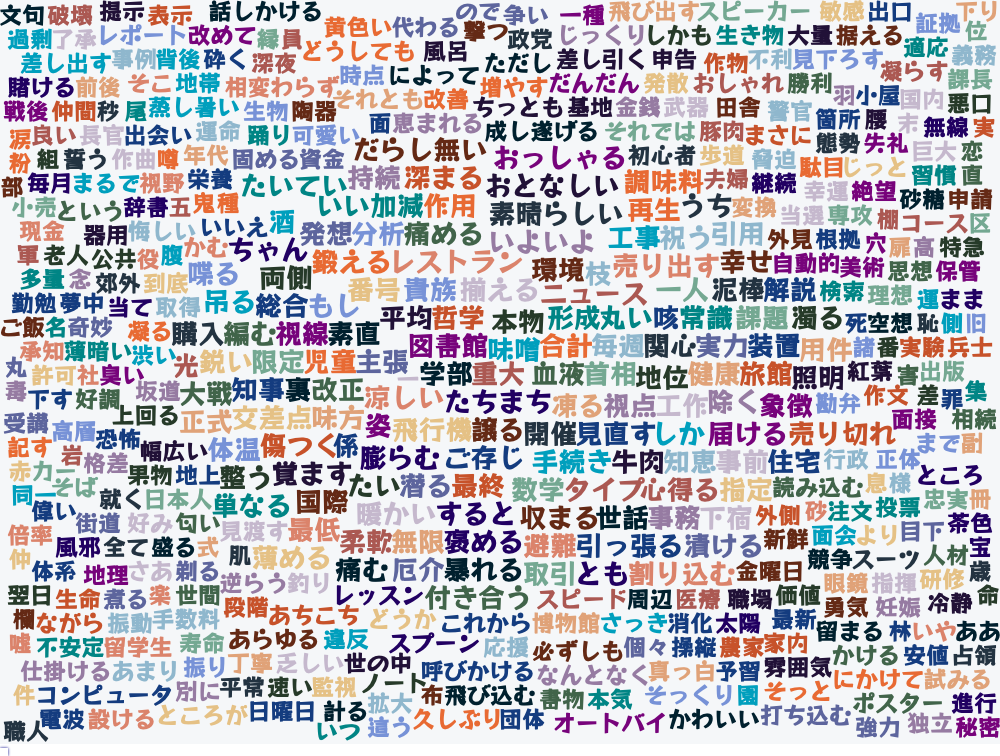 文句 破壊 提示 表示 話しかける 黄色い 代わる ので 争い 一種 飛び出す スピーカー 敏感 出口 証拠 下り
過剰 了承 レポート 改めて 縁 員 どうしても 風呂 撃つ 政党 じっくり しかも 生き物 大量 据える 適応 位 義務
差し出す 事例 背後 砕く 深夜 時点 によって ただし 差し引く 申告 作物 不利 見下ろす 凝らす 課長
賭ける 前後 そこ 地帯 相変わらず それとも 改善 増やす だんだん 発散 おしゃれ 勝利 羽 小屋 国内 悪口
戦後 仲間 秒 尾 蒸し暑い 生物 陶器 面 恵まれる ちっとも 基地 金銭 武器 田舎 警官 箇所 腰 末 無線 実
涙 良い 長官 出会い 運命 踊り 可愛い だらし無い 成し遂げる それでは 豚肉 まさに 態勢 失礼 巨大 恋
粉 組 誓う 作曲 噂 年代 固める 資金 おっしゃる 初心者 歩道 脅迫 駄目 じっと 習慣 直
部 毎月 まるで 視野 栄養 たいてい 持続 深まる おとなしい 調味料 夫婦 継続 幸運 絶望 砂糖 申請
小売 という 辞書 五 鬼 種 いい加減 作用 素晴らしい 再生 うち 変換 当選 専攻 棚 コース 区
現金 器用 悔しい いいえ 酒 発想 分析 痛める いよいよ 工事 祝う 引用 外見 根拠 穴 扉 高 特急
軍 老人 公共 役 腹 かむ ちゃん 鍛える レストラン 環境 枝 売り出す 幸せ 自動的 美術 思想 保管
多量 念 郊外 到底 喋る 両側 番号 貴族 揃える ニュース 一人 泥棒 解説 検索 理想 運 まま
勤勉 夢中 当て 取得 吊る 総合 もし 平均 哲学 本物 形成 丸い 咳 常識 課題 濁る 死 空想 恥 側 旧
ご飯 名 奇妙 凝る 購入 編む 視線 素直 図書館 味噌 合計 毎週 関心 実力 装置 用件 諸 番 実験 兵士
丸 承知 薄暗い 渋い 光 鋭い 限定 児童 主張 一 学部 重大 血液 首相 地位 健康 旅館 照明 紅葉 害 出版
毒 許可 社 臭い 坂道 大戦 知事 裏 改正 涼しい たちまち 凍る 視点 工作 除く 象徴 勘弁 作文 差 罪 集
受講 下す 好調 上回る 正式 交差点 味方 姿 飛行機 譲る 開催 見直す しか 届ける 売り切れ 面接 相続
記す 高層 恐怖 幅広い 体温 傷つく 係 膨らむ ご存じ 手続き 牛肉 知恵 事前 住宅 行政 正体 まで 副
赤 カー 岩 格差 果物 地上 整う 覚ます たい 潜る 最終 数学 タイプ 心得る 指定 読み込む 息 様 ところ
同一 そば 就く 日本人 単なる 国際 暖かい すると 収まる 世話 事務 下宿 外側 砂 注文 投票 忠実 冊
倍率 偉い 街道 好み 匂い 見渡す 最低 柔軟 無限 褒める 避難 引っ張る 漬ける 新鮮 面会 より 目下 茶色
仲 風邪 全て 盛る 式 肌 薄める 痛む 厄介 暴れる 取引 とも 割り込む 金曜日 競争 スーツ 人材 宝
体系 地理 さあ 剃る 逆らう 釣り レッスン 付き合う スピード 周辺 医療 職場 価値 眼鏡 指揮 研修 歳
翌日 生命 煮る 楽 世間 段階 あちこち どうか これから 博物館 さっき 消化 太陽 最新 勇気 妊娠 冷静 命
欄 ながら 振動 手数料 あらゆる 違反 スプーン 応援 必ずしも 個々 操縦 農家 家内 留まる 林 いや ああ
嘘 不安定 留学生 寿命 丁寧 乏しい 世の中 呼びかける なんとなく 真っ白 予習 雰囲気 かける 安値 占領
仕掛ける あまり 振り 平常 速い 監視 ノート 布 飛び込む 書物 本気 そっくり 園 そっと にかけて 試みる
件 コンピュータ 別に 日曜日 計る 拡大 久しぶり 団体 オートバイ かわいい 打ち込む ポスター 進行
職人 電波 設ける ところが いつ 違う 強力 独立 秘密